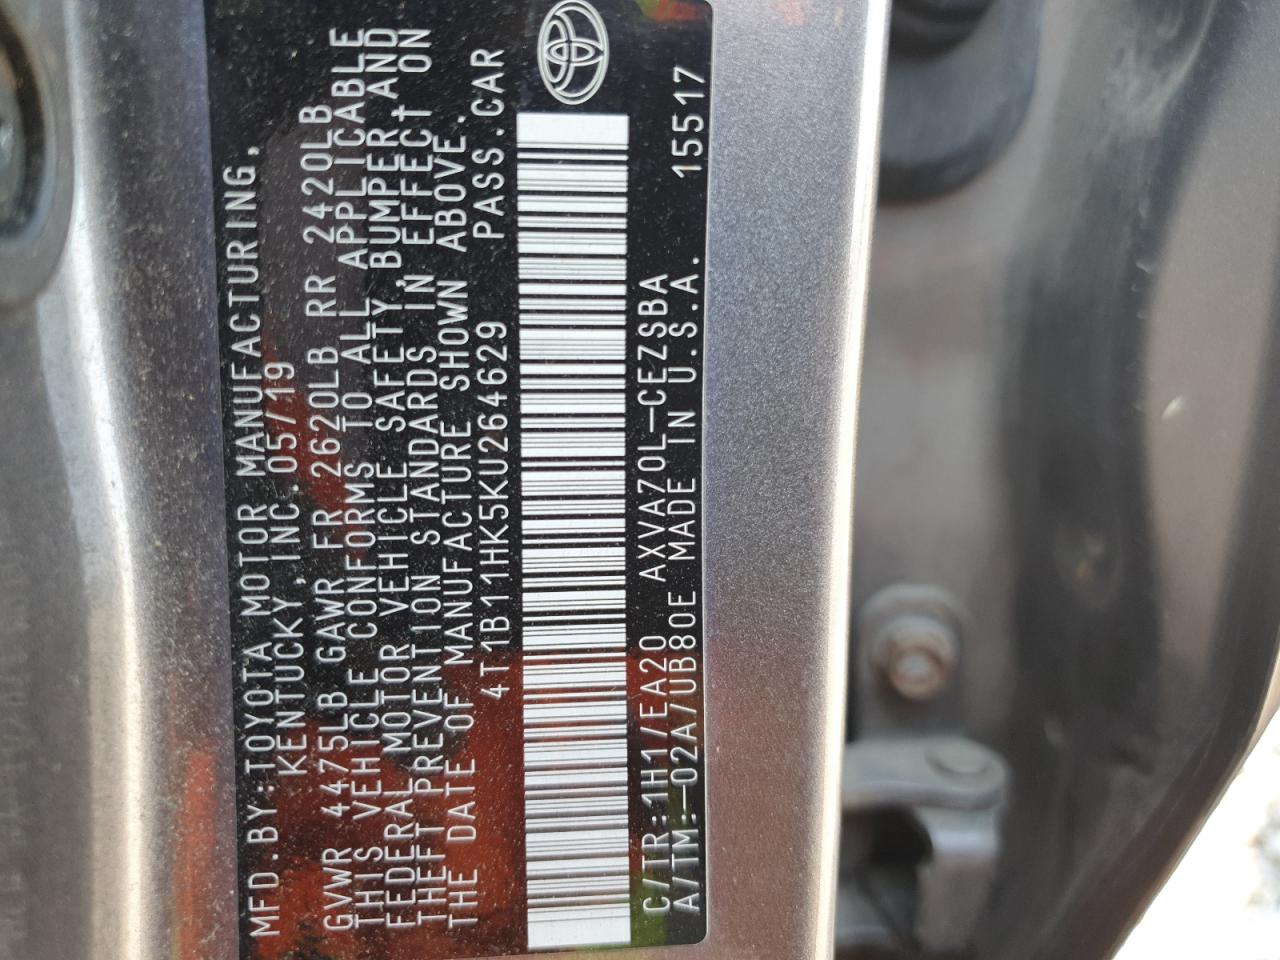 MFD.BY:TOYOTA MOTOR MANUFACTURING,
KENTUCKY, INC. 05/19
GVWR 4475LB GAWR FR 2620LB RR 2420LB
THIS VEHICLE CONFORMS TO ALL APPLICABLE
FEDERAL MOTOR VEHICLE SAFETY, BUMPER AND
THEFT PREVENTION STANDARDS IN EFFECT ON
THE DATE OF MANUFACTURE SHOWN ABOVE.
4T1B11HK5KU264629 PASS.CAR
C/TR:1H1/EA20 AXVA70L-CEZSBA
A/TM:-02A/UB80E MADE IN U.S.A. 15517